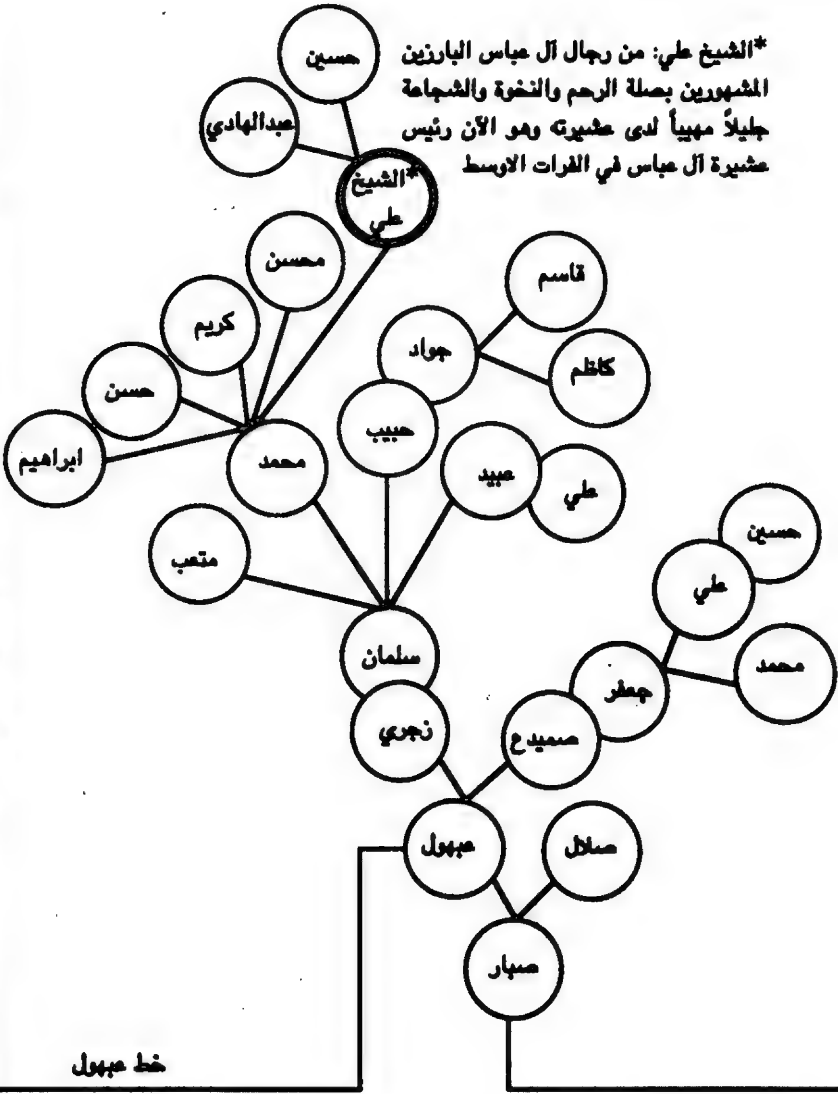 *الشيخ علي: من رجال آل عباس البارزين
المشهورين بصلة الرحم والنخوة والشجاعة
جليلاً مهيباً لدى عشيرته وهو الآن رئيس
عشيرة آل عباس في الفرات الاوسط
حسين
عبدالهادي
*الشيخ
علي
محسن
كريم
حسن
ابراهيم
محمد
قاسم
جواد
كاظم
حبيب
عبيد
علي
متعب
حسين
علي
محمد
جعفر
صميدع
سلمان
زجري
عبهول
صلال
صبار
خط عبهول